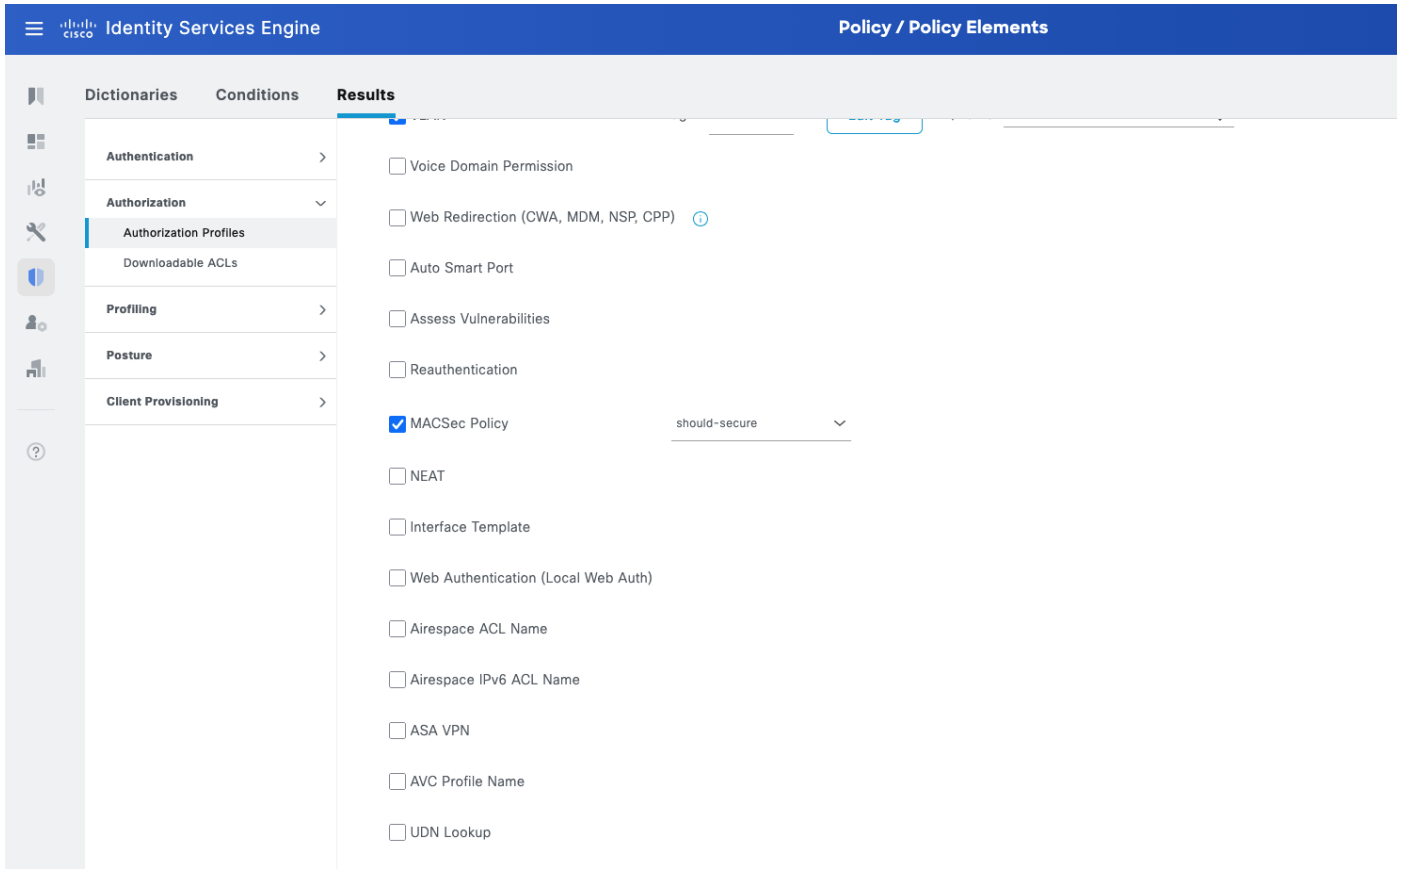 cisco Identity Services Engine
Policy / Policy Elements
Dictionaries Conditions Results
Authentication
Authorization
Authorization Profiles
Downloadable ACLs
Profiling
Posture
Client Provisioning
Voice Domain Permission
Web Redirection (CWA, MDM, NSP, CPP)
Auto Smart Port
Assess Vulnerabilities
Reauthentication
MACSec Policy should-secure
NEAT
Interface Template
Web Authentication (Local Web Auth)
Airespace ACL Name
Airespace IPv6 ACL Name
ASA VPN
AVC Profile Name
UDN Lookup